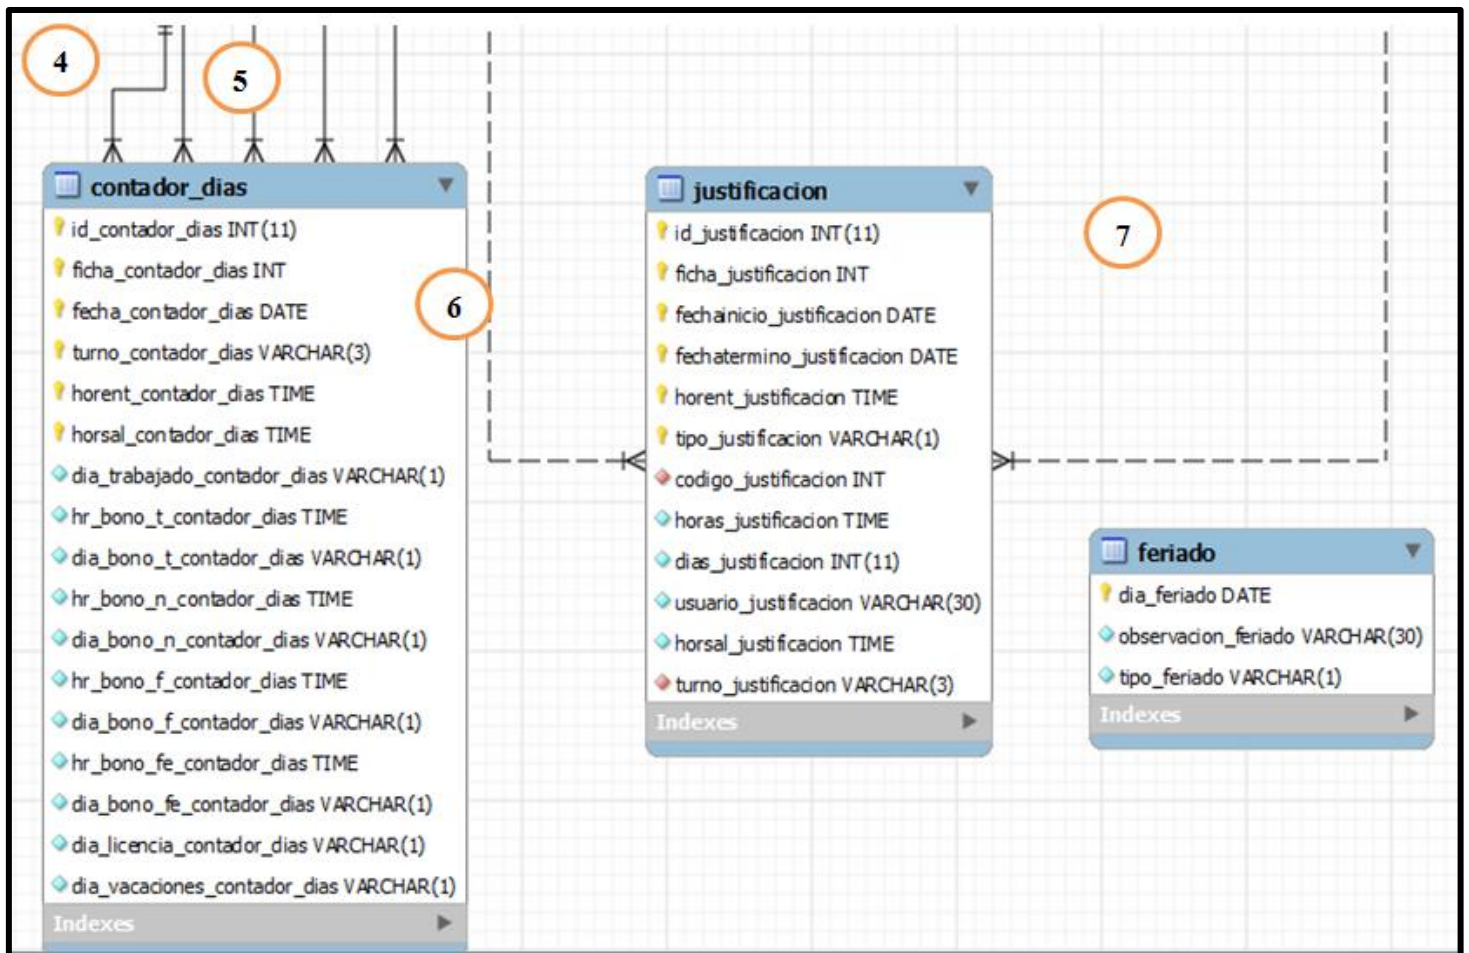 4
5
contador_dias
id_contador_dias INT(11)
ficha_contador_dias INT
fecha_contador_dias DATE
turno_contador_dias VARCHAR(3)
horent_contador_dias TIME
horsal_contador_dias TIME
dia_trabajado_contador_dias VARCHAR(1)
hr_bono_t_contador_dias TIME
dia_bono_t_contador_dias VARCHAR(1)
hr_bono_n_contador_dias TIME
dia_bono_n_contador_dias VARCHAR(1)
hr_bono_f_contador_dias TIME
dia_bono_f_contador_dias VARCHAR(1)
hr_bono_fe_contador_dias TIME
dia_bono_fe_contador_dias VARCHAR(1)
dia_licencia_contador_dias VARCHAR(1)
dia_vacaciones_contador_dias VARCHAR(1)
Indexes
6
justificacion
id_justificacion INT(11)
ficha_justificacion INT
fechainicio_justificacion DATE
fechatermino_justificacion DATE
horent_justificacion TIME
tipo_justificacion VARCHAR(1)
codigo_justificacion INT
horas_justificacion TIME
dias_justificacion INT(11)
usuario_justificacion VARCHAR(30)
horsal_justificacion TIME
turno_justificacion VARCHAR(3)
Indexes
7
feriado
dia_feriado DATE
observacion_feriado VARCHAR(30)
tipo_feriado VARCHAR(1)
Indexes